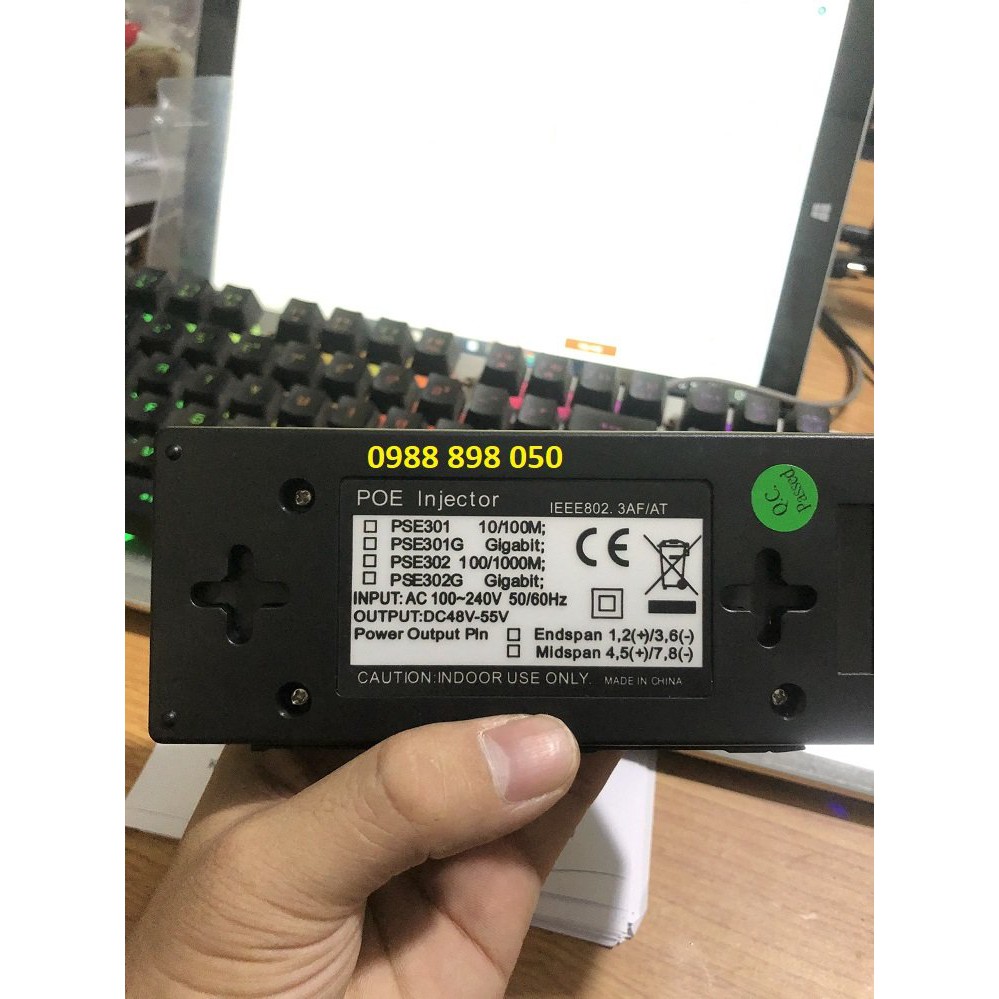 0988 898 050
POE Injector
IEEE802. 3AF/AT
Q.C.
Passed
PSE301 10/100M;
PSE301G Gigabit;
PSE302 100/1000M;
PSE302G Gigabit;
CE
INPUT: AC 100~240V 50/60Hz
OUTPUT:DC48V-55V
Power Output Pin Endspan 1,2(+)/3,6(-)
Midspan 4,5(+)/7,8(-)
CAUTION:INDOOR USE ONLY. MADE IN CHINA